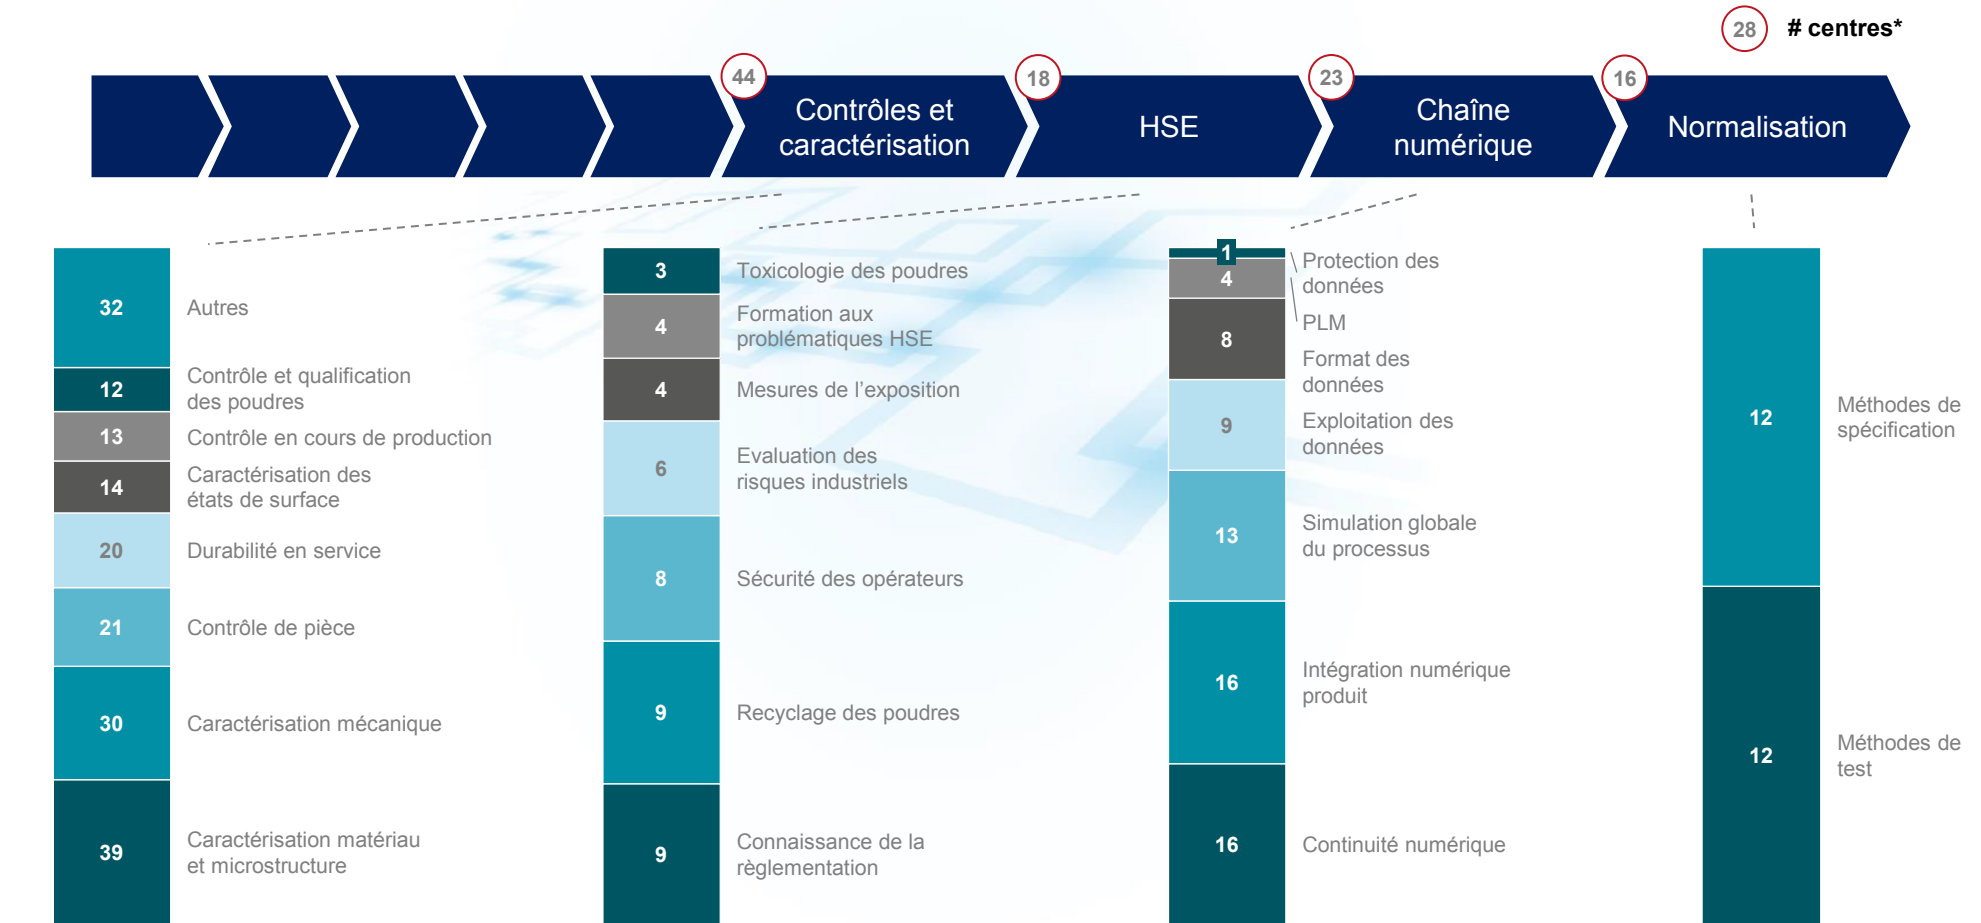 28 # centres*
44
18
23
16
Contrôles et
caractérisation
HSE
Chaîne
numérique
Normalisation
32 Autres
12 Contrôle et qualification
des poudres
13 Contrôle en cours de production
14 Caractérisation des
états de surface
20 Durabilité en service
21 Contrôle de pièce
30 Caractérisation mécanique
39 Caractérisation matériau
et microstructure
3 Toxicologie des poudres
4 Formation aux
problématiques HSE
4 Mesures de l’exposition
6 Evaluation des
risques industriels
8 Sécurité des opérateurs
9 Recyclage des poudres
9 Connaissance de la
règlementation
1 Protection des
données
4 PLM
8 Format des
données
9 Exploitation des
données
13 Simulation globale
du processus
16 Intégration numérique
produit
16 Continuité numérique
12 Méthodes de
spécification
12 Méthodes de
test